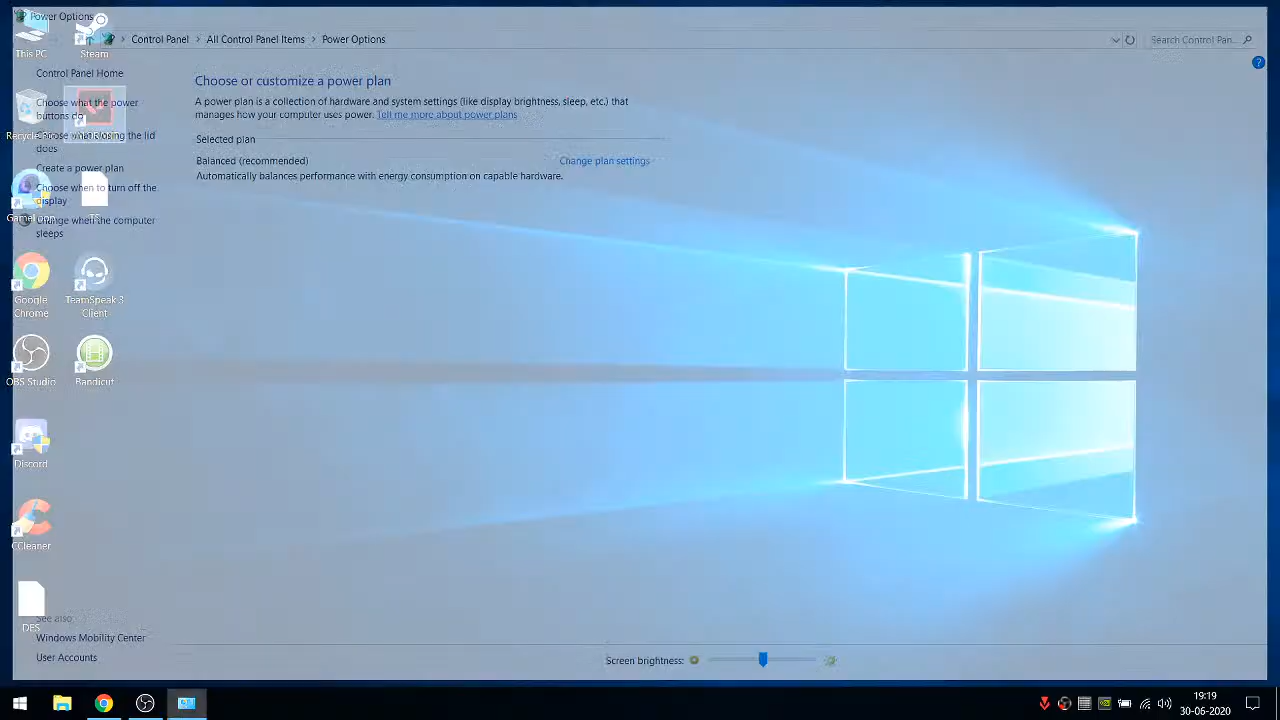 Power Options
Control Panel > All Control Panel Items > Power Options
Search Control Pan...
Control Panel Home
Choose what the power
buttons do
Choose what closing the lid
does
Create a power plan
Choose when to turn off the
display
Change when the computer
sleeps
Choose or customize a power plan
A power plan is a collection of hardware and system settings (like display brightness, sleep, etc.) that
manages how your computer uses power. Tell me more about power plans
Selected plan
Balanced (recommended)
Change plan settings
Automatically balances performance with energy consumption on capable hardware.
This PC
Steam
TS
Google
Chrome
TeamSpeak 3
Client
OBS Studio
Bandicut
Discord
CCleaner
DES
See also
Windows Mobility Center
User Accounts
Screen brightness:
19:19
30-06-2020